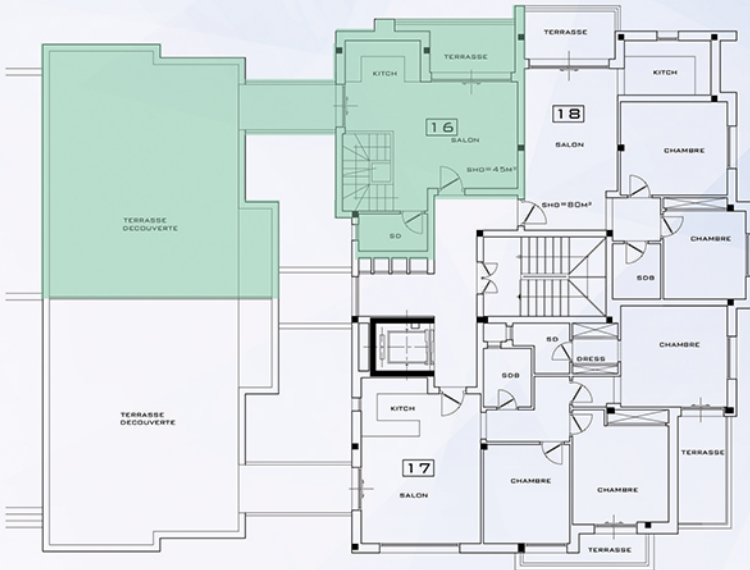 TERRASSE
KITCH
16
SALON
SHO=45M²
SD
TERRASSE
DECOUVERTE
TERRASSE
KITCH
18
SALON
CHAMBRE
SHO=80M²
CHAMBRE
SDB
TERRASSE
DECOUVERTE
KITCH
17
SALON
SD
DRESS
SDB
CHAMBRE
CHAMBRE
CHAMBRE
TERRASSE
TERRASSE